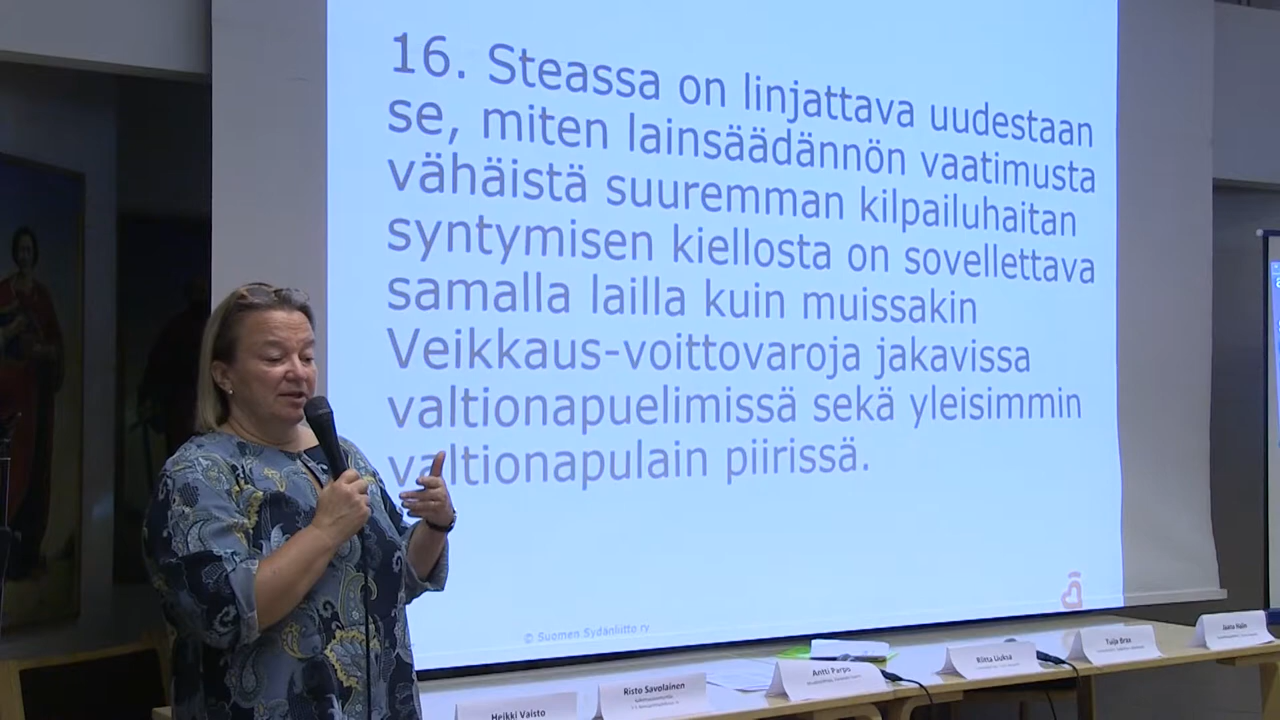 16. Steassa on linjattava uudestaan
se, miten lainsäädännön vaatimusta
vähäistä suuremman kilpailuhaitan
syntymisen kiellosta on sovellettava
samalla lailla kuin muissakin
Veikkaus-voittovaroja jakavissa
valtionapuelimissä sekä yleisimmin
valtionapulain piirissä.
© Suomen Sydänliitto ry
Heikki Vaisto
Risto Savolainen
Antti Parpo
Riitta Uuksa
Tuija Brax